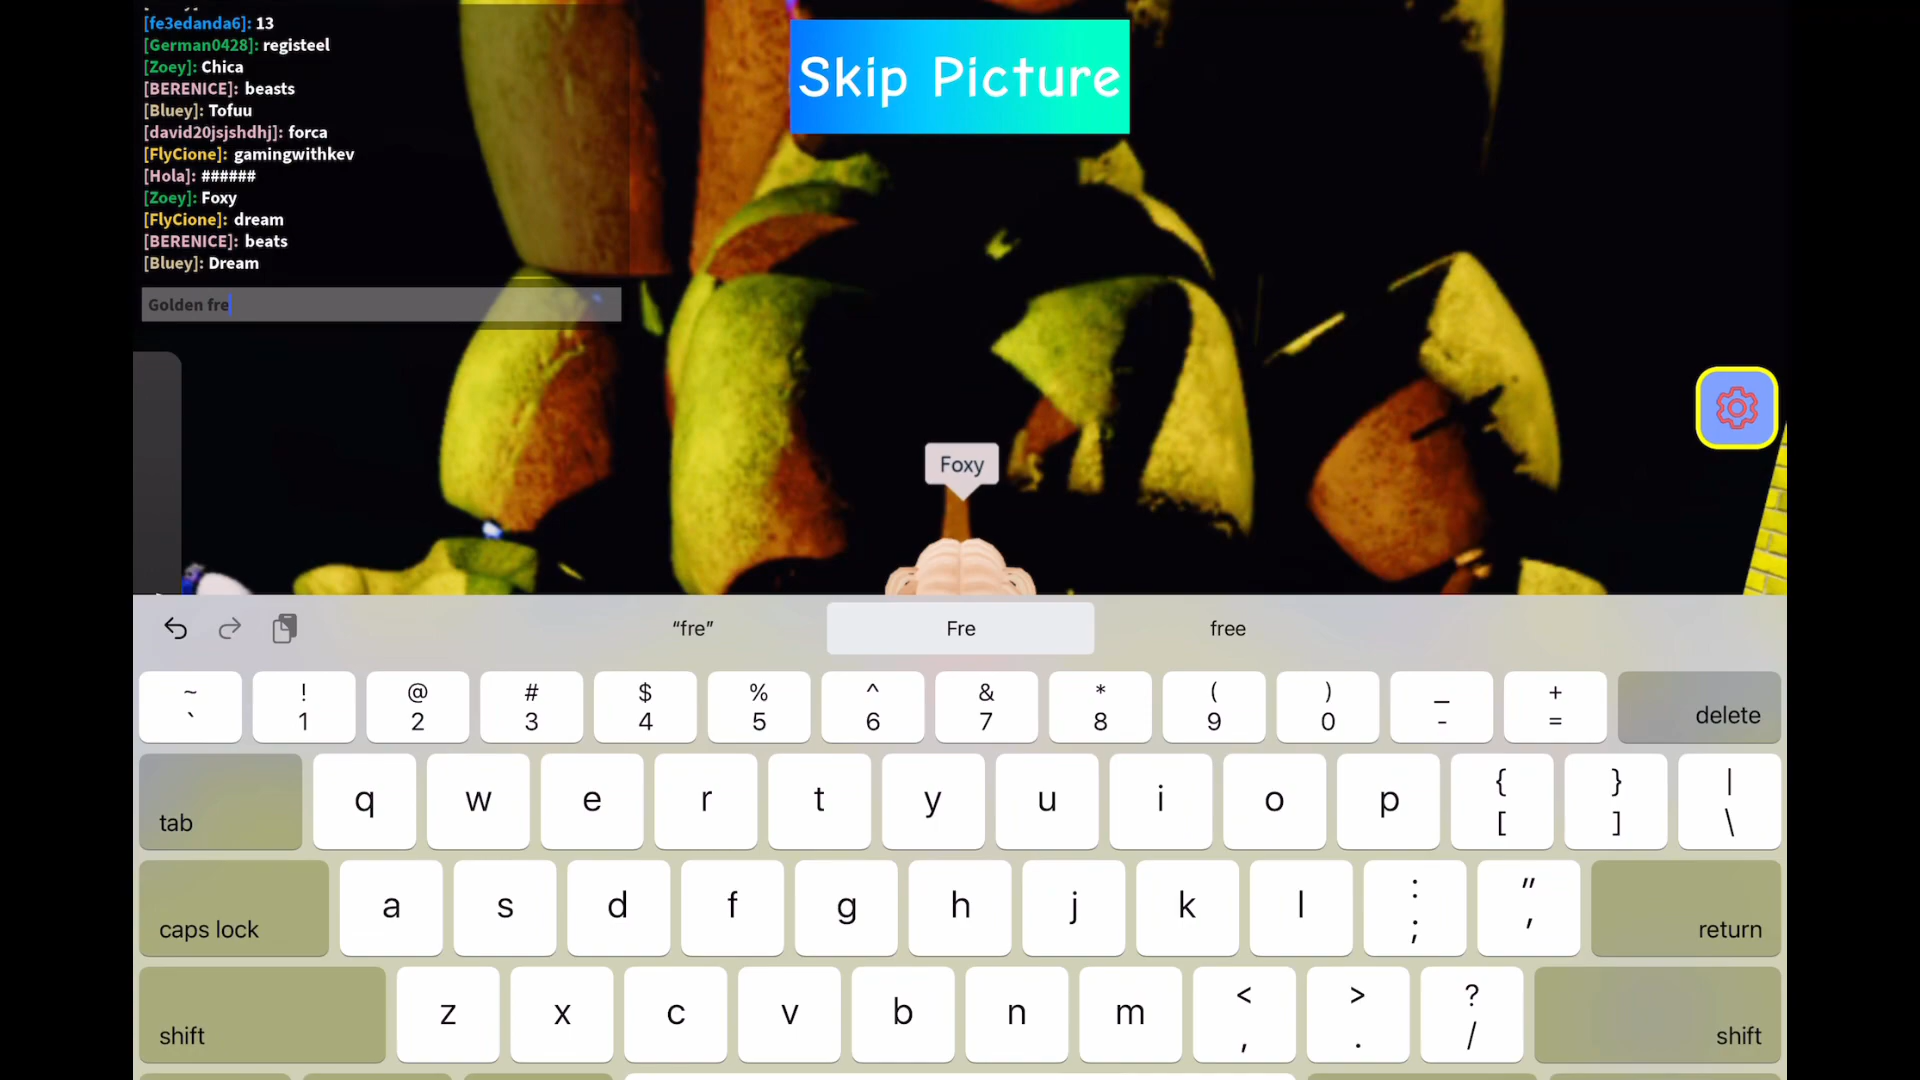 [fe3edanda6]: 13
[German0428]: registeel
[Zoey]: Chica
[BERENICE]: beasts
[Bluey]: Tofuu
[david20jsjshdhj]: forca
[FlyCione]: gamingwithkev
[Hola]: ######
[Zoey]: Foxy
[FlyCione]: dream
[BERENICE]: beats
[Bluey]: Dream
Golden fre
Skip Picture
Foxy
“fre” Fre free
~ ! @ # $ % ^ & * ( ) _ +
` 1 2 3 4 5 6 7 8 9 0 - = delete
tab q w e r t y u i o p { [ } ] | \
caps lock a s d f g h j k l : ; " ' return
shift z x c v b n m < , > . ? / shift